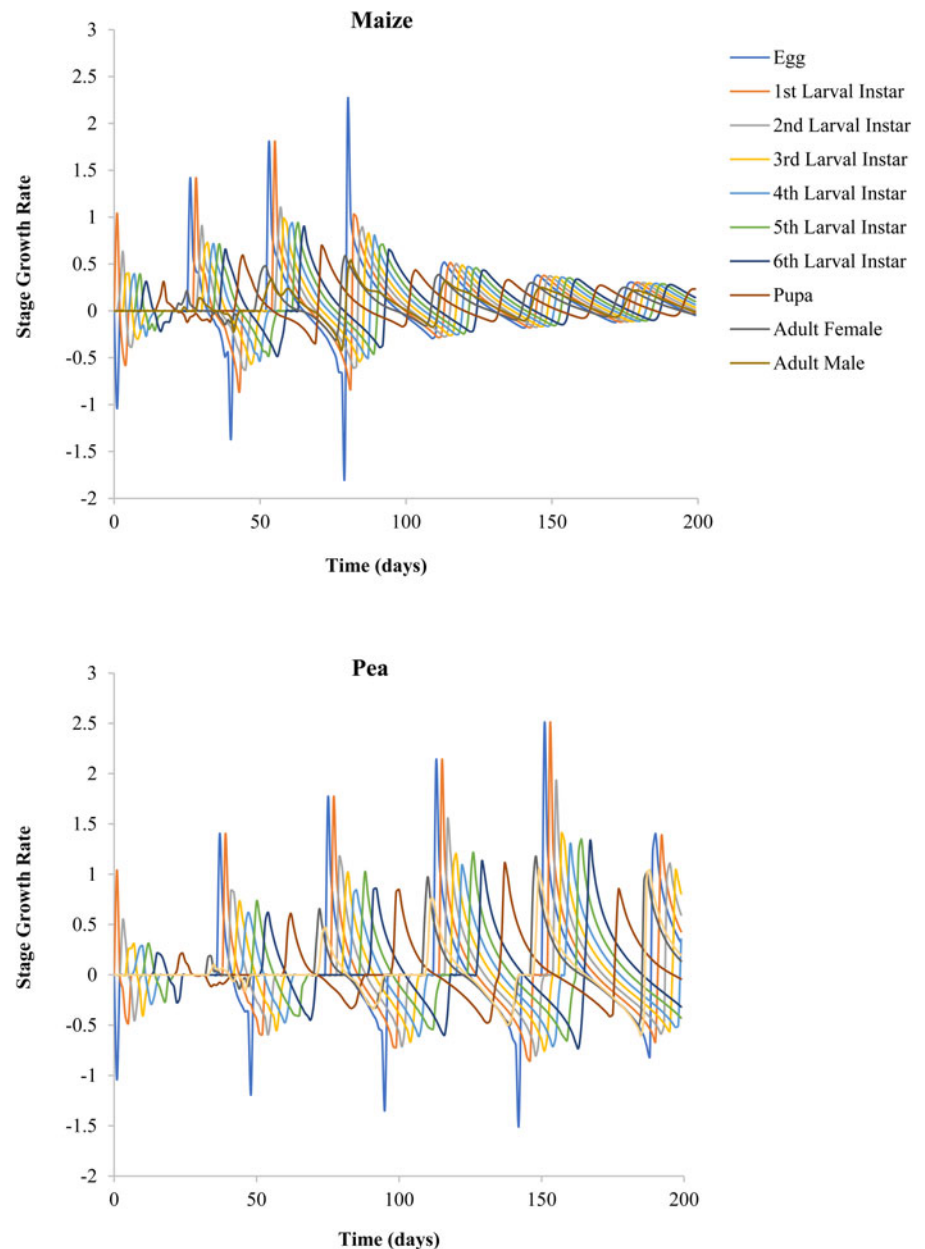 Maize
3
2.5
2
1.5
1
0.5
0
-0.5
-1
-1.5
-2
Stage Growth Rate
0 50 100 150 200
Time (days)
Egg
1st Larval Instar
2nd Larval Instar
3rd Larval Instar
4th Larval Instar
5th Larval Instar
6th Larval Instar
Pupa
Adult Female
Adult Male
Pea
3
2.5
2
1.5
1
0.5
0
-0.5
-1
-1.5
-2
Stage Growth Rate
0 50 100 150 200
Time (days)